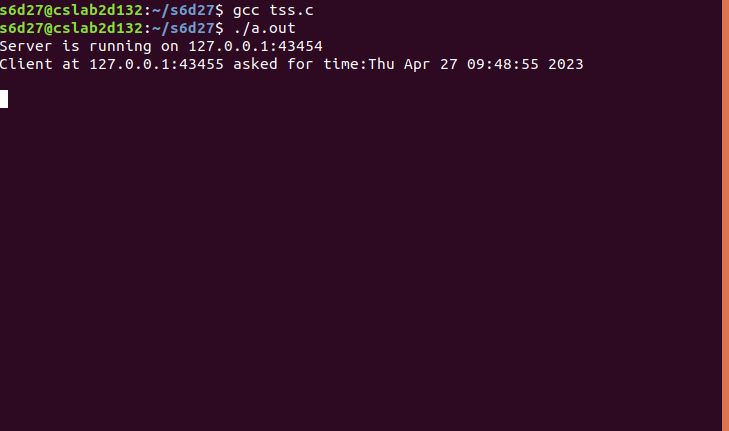 s6d27@cslab2d132:~/s6d27$ gcc tss.c
s6d27@cslab2d132:~/s6d27$ ./a.out
Server is running on 127.0.0.1:43454
Client at 127.0.0.1:43455 asked for time:Thu Apr 27 09:48:55 2023